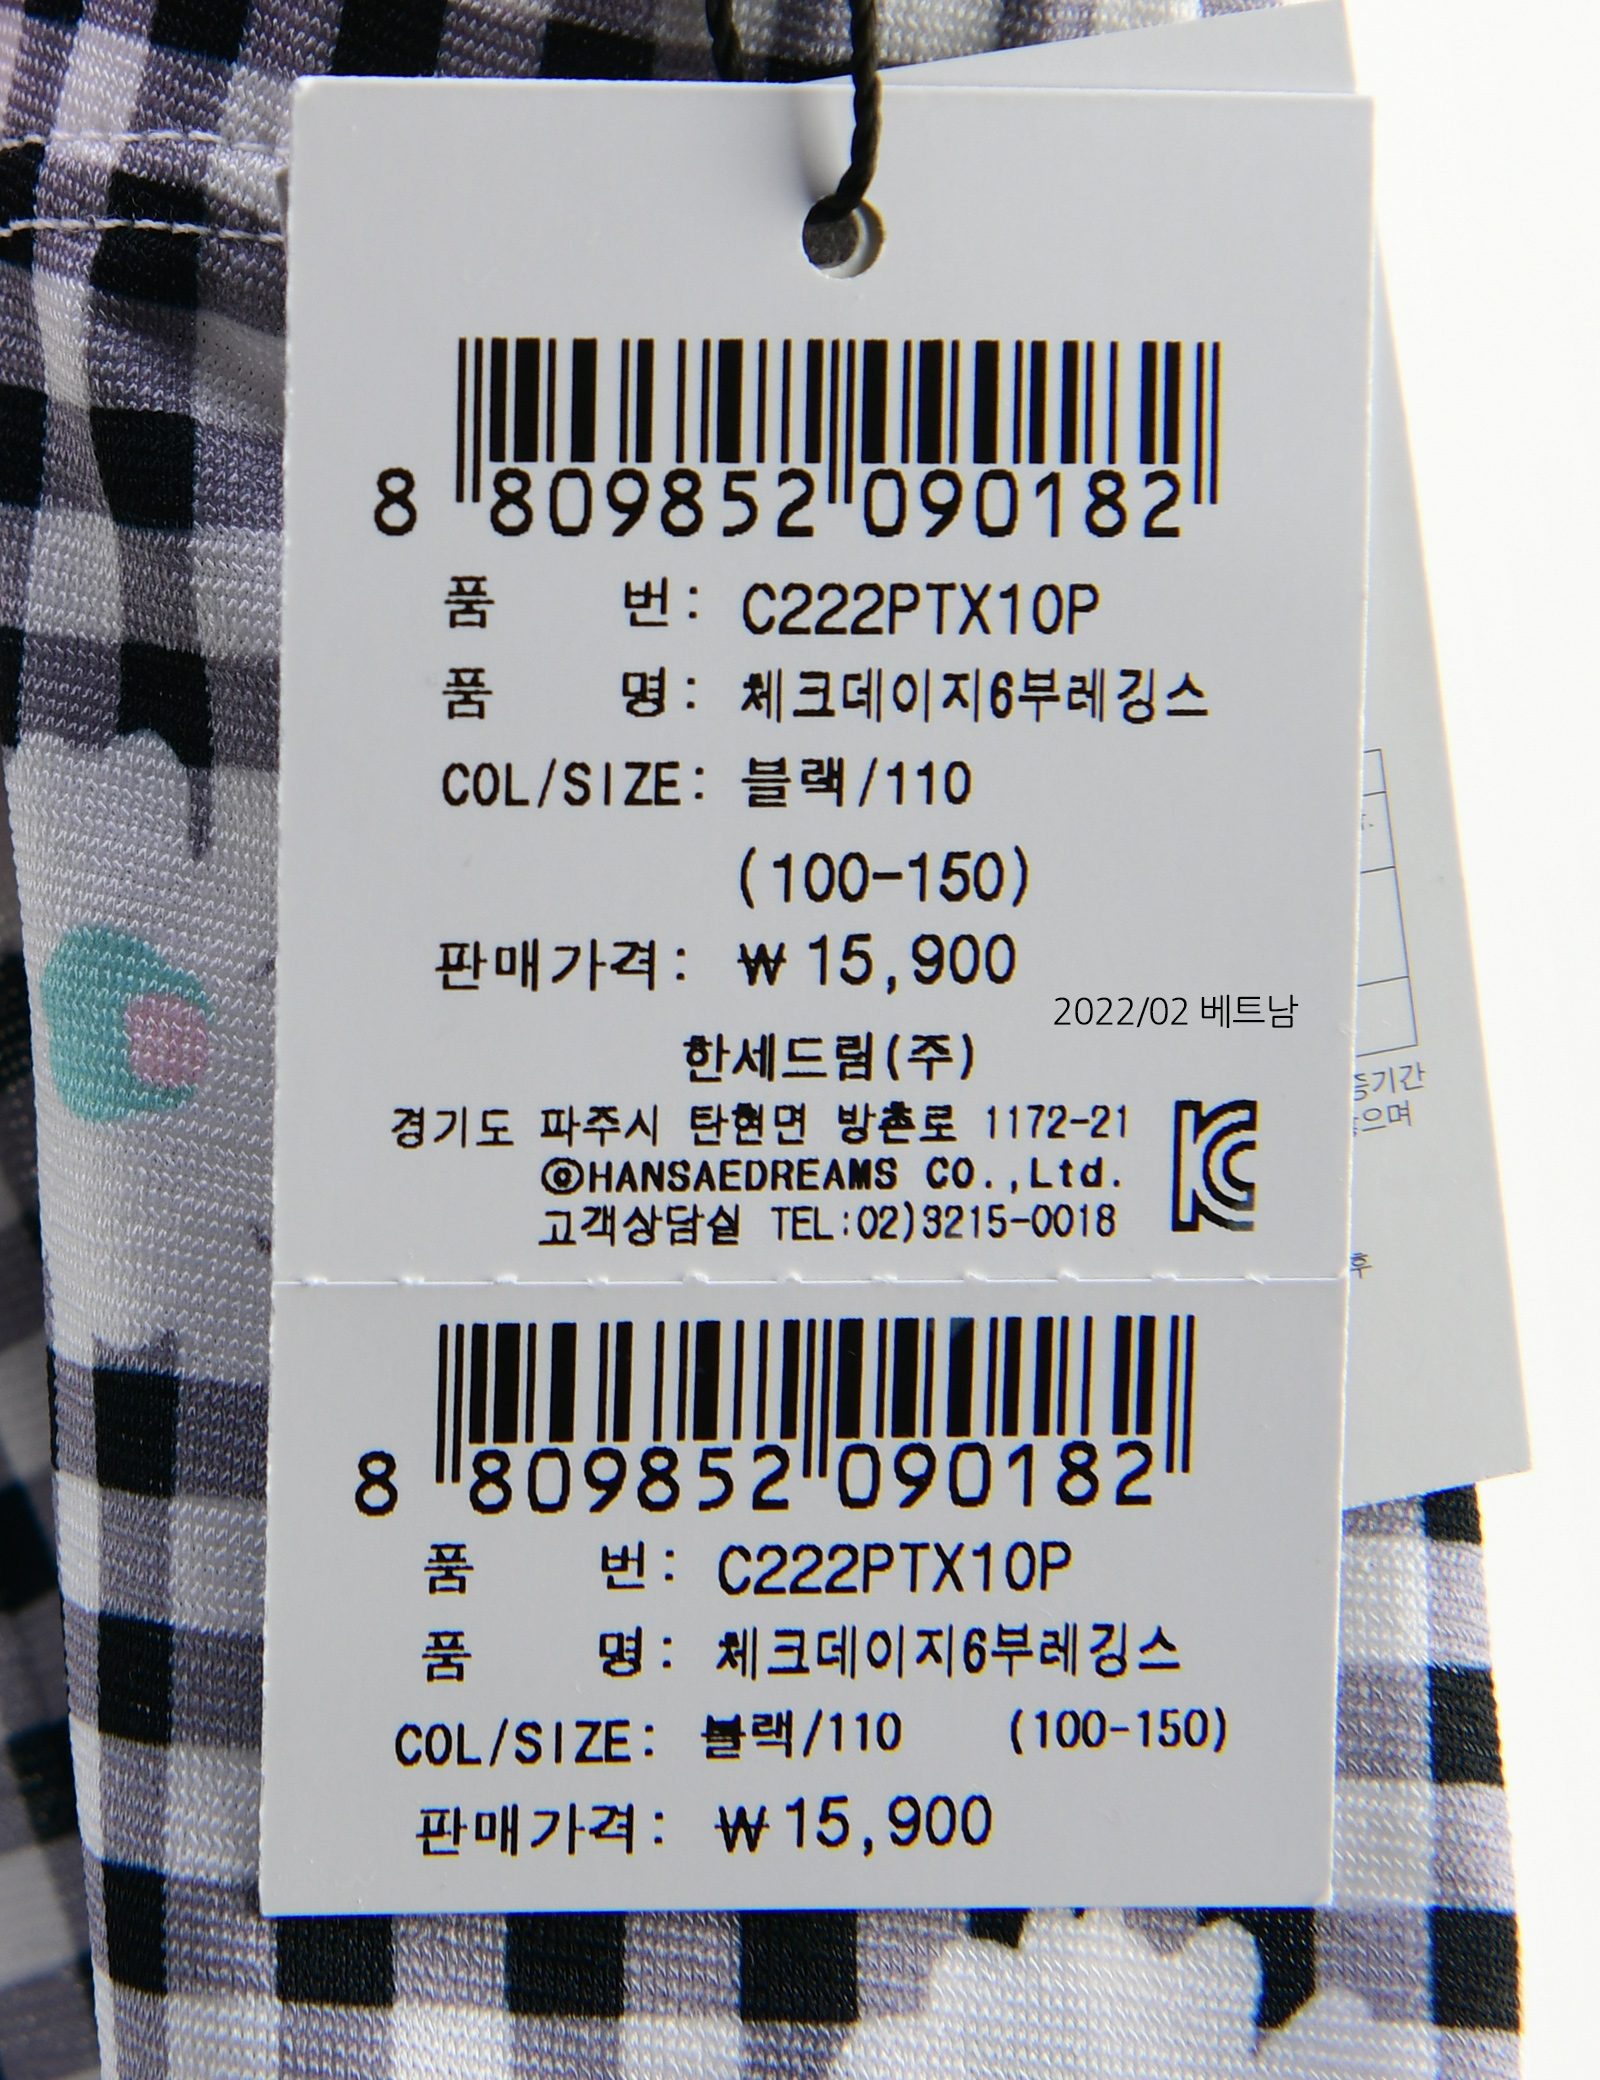 8 809852 090182
품 번: C222PTX10P
품 명: 체크데이지6부레깅스
COL/SIZE: 블랙/110
(100-150)
판매가격: ₩15,900
2022/02 베트남
한세드림(주)
경기도 파주시 탄현면 방촌로 1172-21
©HANSAEDREAMS CO.,Ltd.
고객상담실 TEL:02)3215-0018
8 809852 090182
품 번: C222PTX10P
품 명: 체크데이지6부레깅스
COL/SIZE: 블랙/110 (100-150)
판매가격: ₩15,900